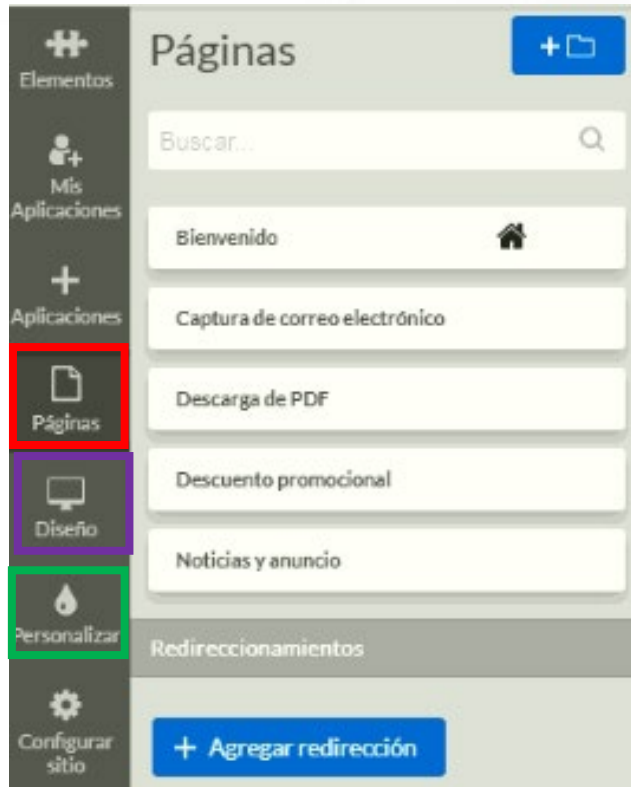 Elementos
Mis
Aplicaciones
Aplicaciones
Páginas
Diseño
Personalizar
Configurar
sitio
Páginas
Buscar...
Bienvenido
Captura de correo electrónico
Descarga de PDF
Descuento promocional
Noticias y anuncio
Redireccionamientos
+ Agregar redirección